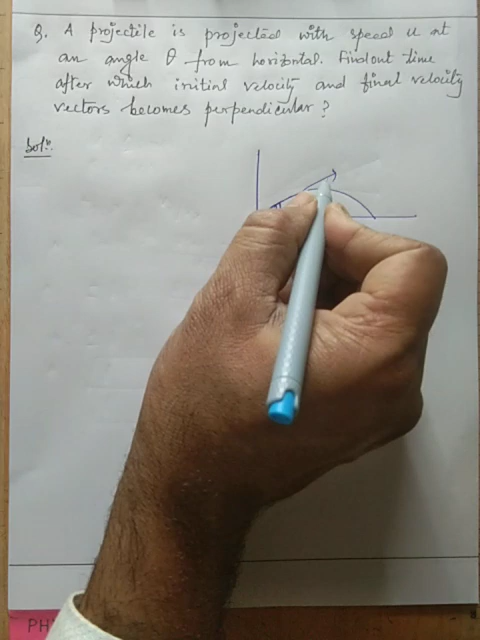 Q. A projectile is projected with speed u at
an angle θ from horizontal. Findout time
after which initial velocity and final velocity
vectors becomes perpendicular?
Solⁿ.
PH